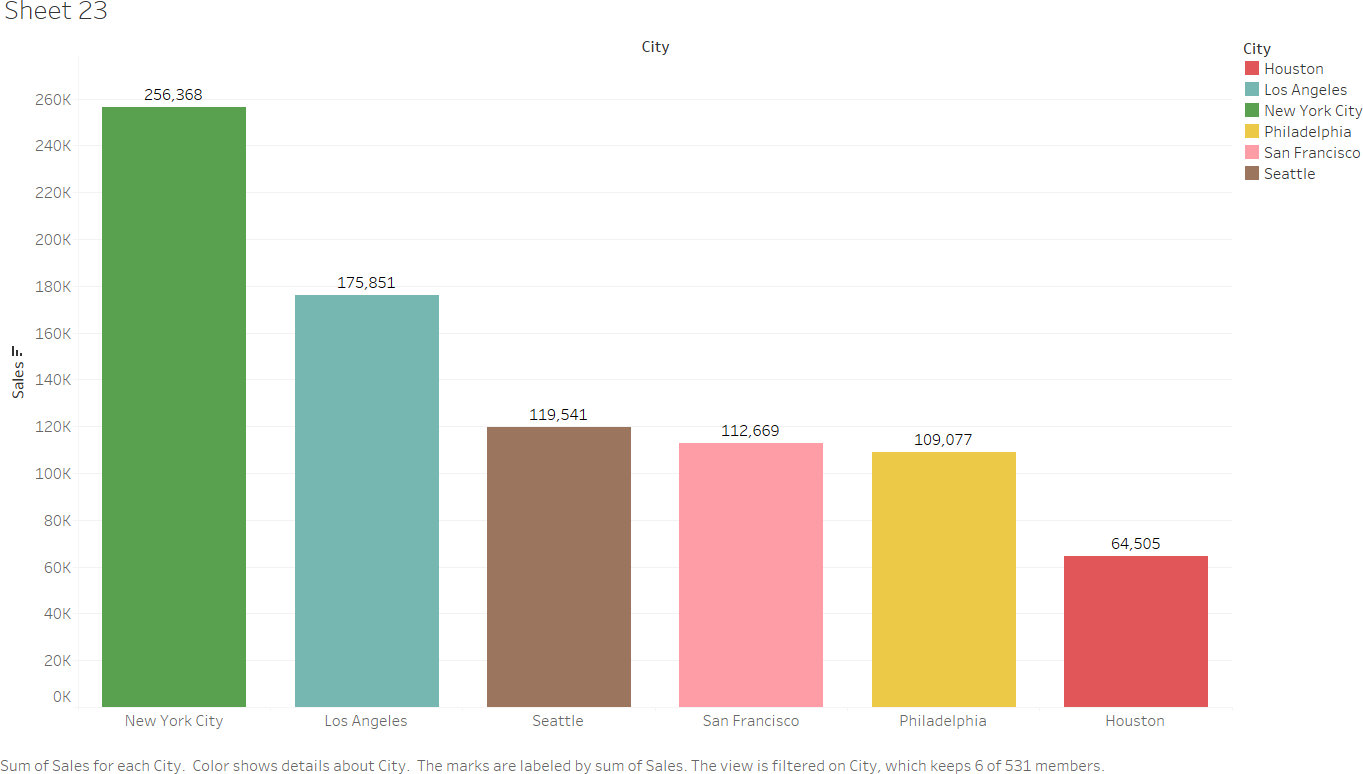 Sheet 23
City
260K
240K
220K
200K
180K
160K
140K
120K
100K
80K
60K
40K
20K
0K
Sales
256,368
175,851
119,541
112,669
109,077
64,505
New York City
Los Angeles
Seattle
San Francisco
Philadelphia
Houston
City
Houston
Los Angeles
New York City
Philadelphia
San Francisco
Seattle
Sum of Sales for each City.  Color shows details about City.  The marks are labeled by sum of Sales. The view is filtered on City, which keeps 6 of 531 members.